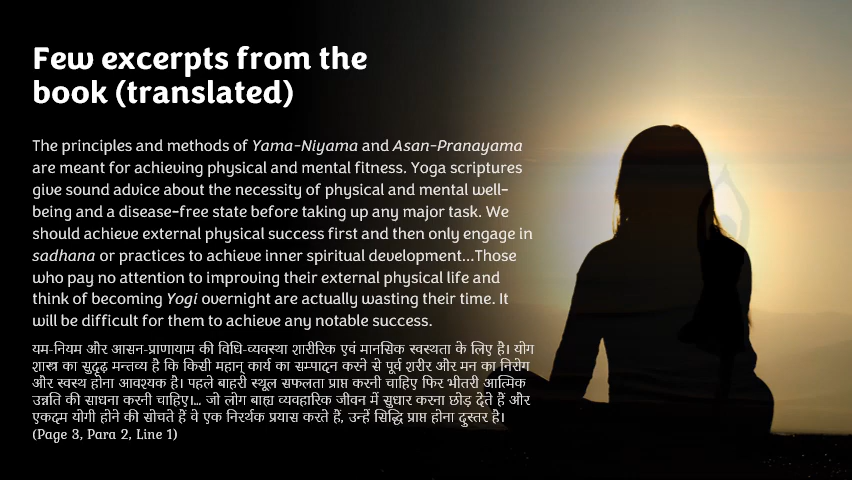 Few excerpts from the
book (translated)
The principles and methods of Yama-Niyama and Asan-Pranayama
are meant for achieving physical and mental fitness. Yoga scriptures
give sound advice about the necessity of physical and mental well-
being and a disease-free state before taking up any major task. We
should achieve external physical success first and then only engage in
sadhana or practices to achieve inner spiritual development...Those
who pay no attention to improving their external physical life and
think of becoming Yogi overnight are actually wasting their time. It
will be difficult for them to achieve any notable success.
यम-नियम और आसन-प्राणायाम की विधि-व्यवस्था शारीरिक एवं मानसिक स्वस्थता के लिए है। योग
शास्त्र का सुदृढ़ मन्तव्य है कि किसी महान् कार्य का सम्पादन करने से पूर्व शरीर और मन का निरोग
और स्वस्थ होना आवश्यक है। पहले बाहरी स्थूल सफलता प्राप्त करनी चाहिए फिर भीतरी आत्मिक
उन्नति की साधना करनी चाहिए।... जो लोग बाह्य व्यवहारिक जीवन में सुधार करना छोड़ देते हैं और
एकदम योगी होने की सोचते हैं वे एक निरर्थक प्रयास करते हैं, उन्हें सिद्धि प्राप्त होना दुस्तर है।
(Page 3, Para 2, Line 1)